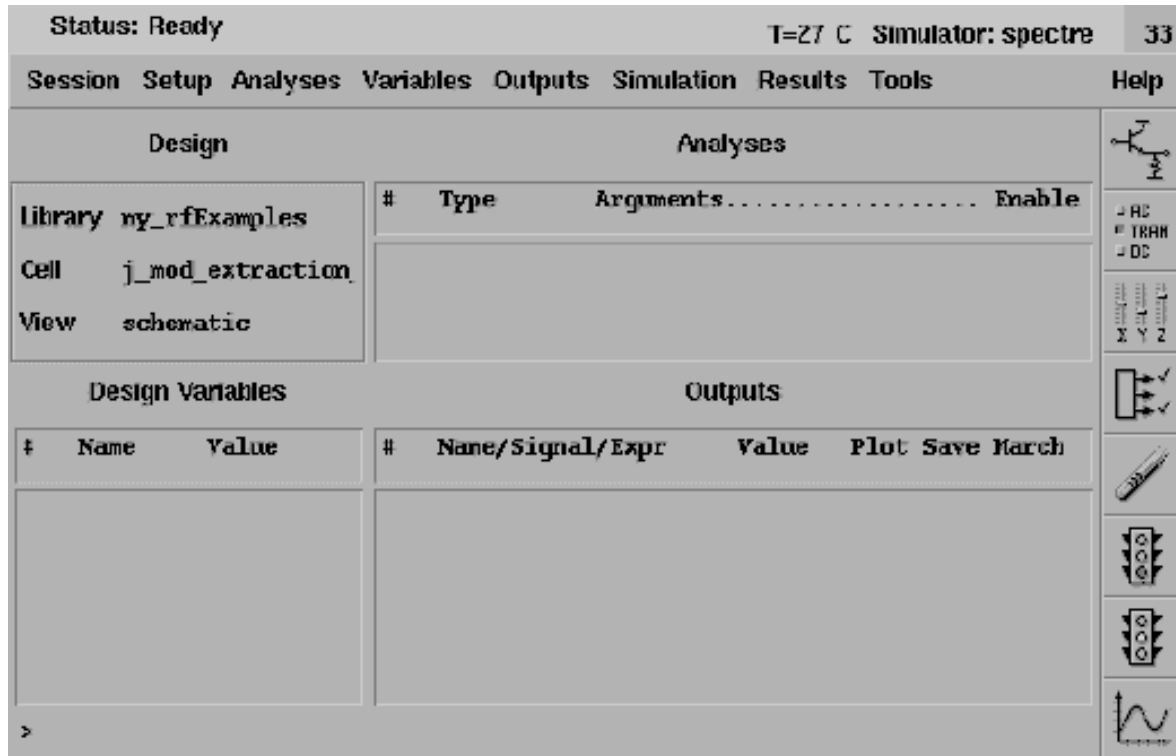 Status: Ready T=27 C Simulator: spectre 33
Session Setup Analyses Variables Outputs Simulation Results Tools Help
Design
Analyses
Library my_rfExamples
Cell j_mod_extraction_
View schematic
# Type Arguments................... Enable
Design Variables
Outputs
# Name Value
# Name/Signal/Expr Value Plot Save March
>
AC
TRAN
DC
X Y Z